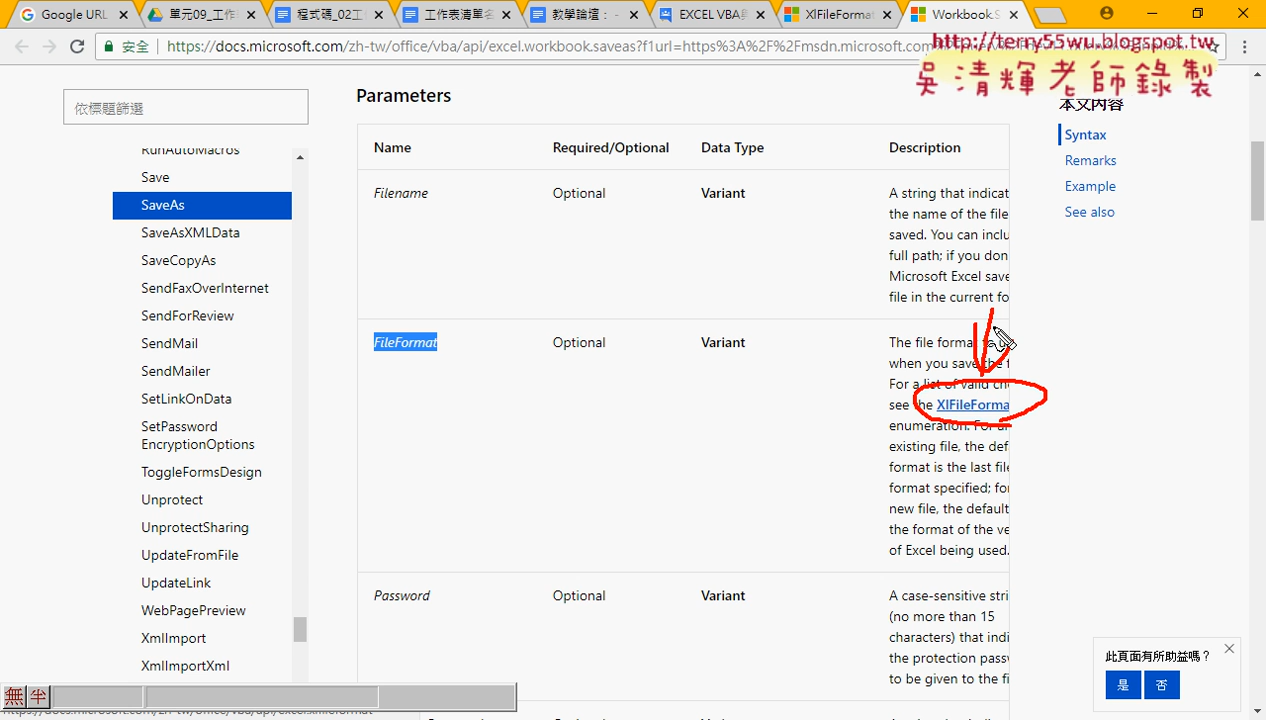 Google URL
單元09_工作
程式碼_02工
工作表清單名
教學論壇： -
EXCEL VBA與
XlFileFormat
Workbook.S
安全
https://docs.microsoft.com/zh-tw/office/vba/api/excel.workbook.saveas?f1url=https%3A%2F%2Fmsdn.microsoft.com
http://terry55wu.blogspot.tw
吳清輝老師錄製
依標題篩選
RunAutoMacros
Save
SaveAs
SaveAsXMLData
SaveCopyAs
SendFaxOverInternet
SendForReview
SendMail
SendMailer
SetLinkOnData
SetPassword
EncryptionOptions
ToggleFormsDesign
Unprotect
UnprotectSharing
UpdateFromFile
UpdateLink
WebPagePreview
XmlImport
XmlImportXml
Parameters
Name Required/Optional Data Type Description
Filename Optional Variant A string that indicat
the name of the file
saved. You can inclu
full path; if you don
Microsoft Excel save
file in the current fo
FileFormat Optional Variant The file format to u
when you save the f
For a list of valid ch
see the XlFileForma
enumeration. For an
existing file, the def
format is the last file
format specified; fo
new file, the default
the format of the ve
of Excel being used.
Password Optional Variant A case-sensitive stri
(no more than 15
characters) that indi
the protection passw
to be given to the fi
本文內容
Syntax
Remarks
Example
See also
此頁面有所助益嗎？
是 否
無 半